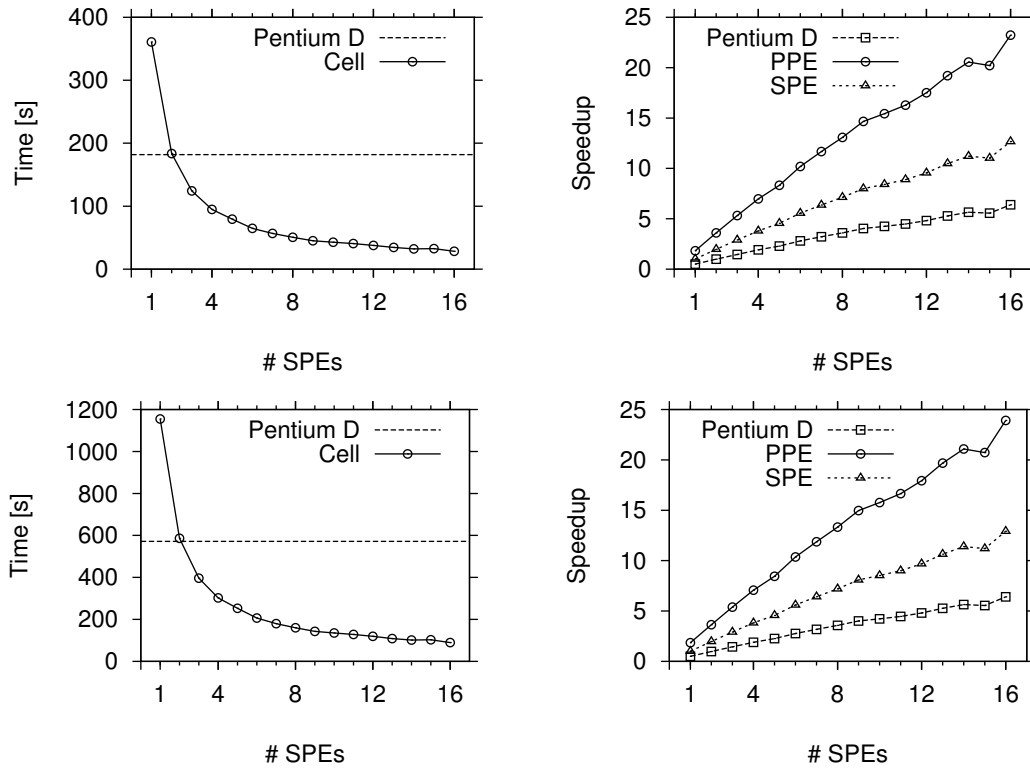 400
300
200
100
0
Time [s]
Pentium D
Cell
1 4 8 12 16
# SPEs
25
20
15
10
5
0
Speedup
Pentium D
PPE
SPE
1 4 8 12 16
# SPEs
1200
1000
800
600
400
200
0
Time [s]
Pentium D
Cell
1 4 8 12 16
# SPEs
25
20
15
10
5
0
Speedup
Pentium D
PPE
SPE
1 4 8 12 16
# SPEs